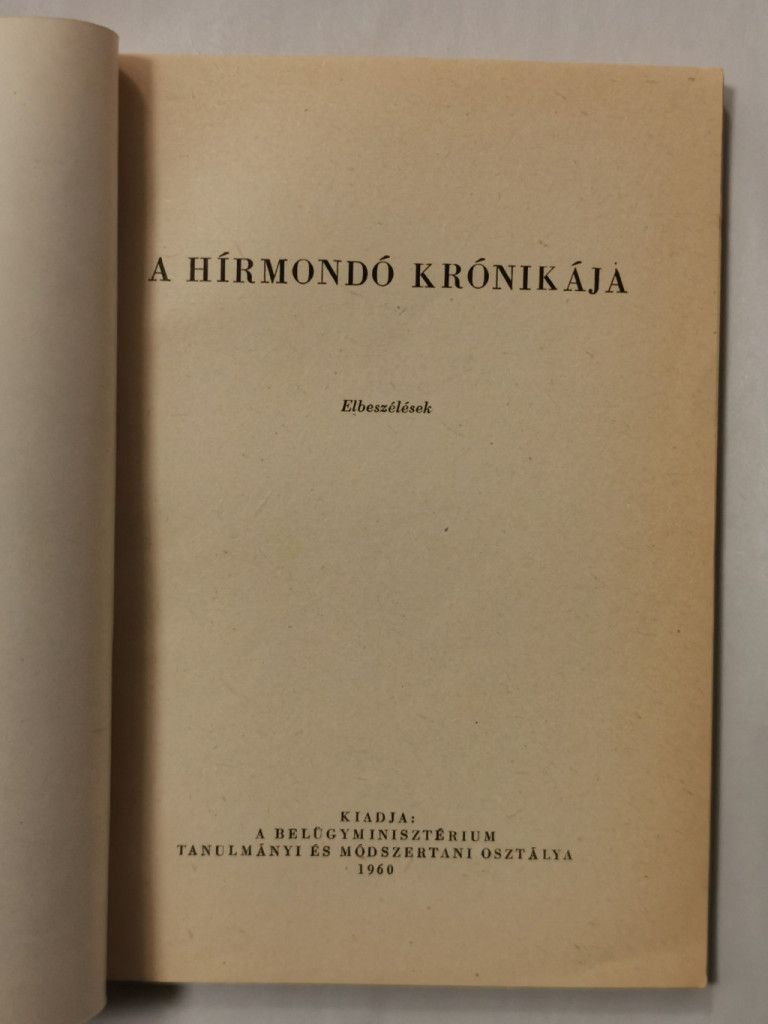 A HÍRMONDÓ KRÓNIKÁJA
Elbeszélések
KIADJA:
A BELÜGYMINISZTÉRIUM
TANULMÁNYI ÉS MÓDSZERTANI OSZTÁLYA
1960